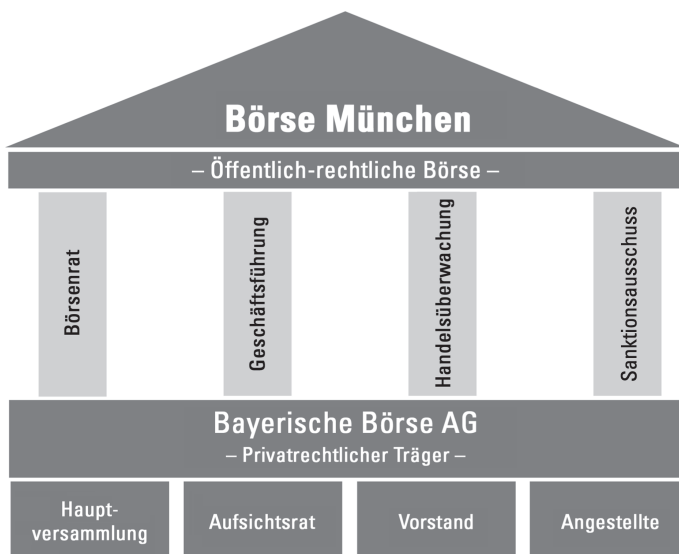 Börse München
– Öffentlich-rechtliche Börse –
Börsenrat
Geschäftsführung
Handelsüberwachung
Sanktionsausschuss
Bayerische Börse AG
– Privatrechtlicher Träger –
Haupt-
versammlung
Aufsichtsrat
Vorstand
Angestellte